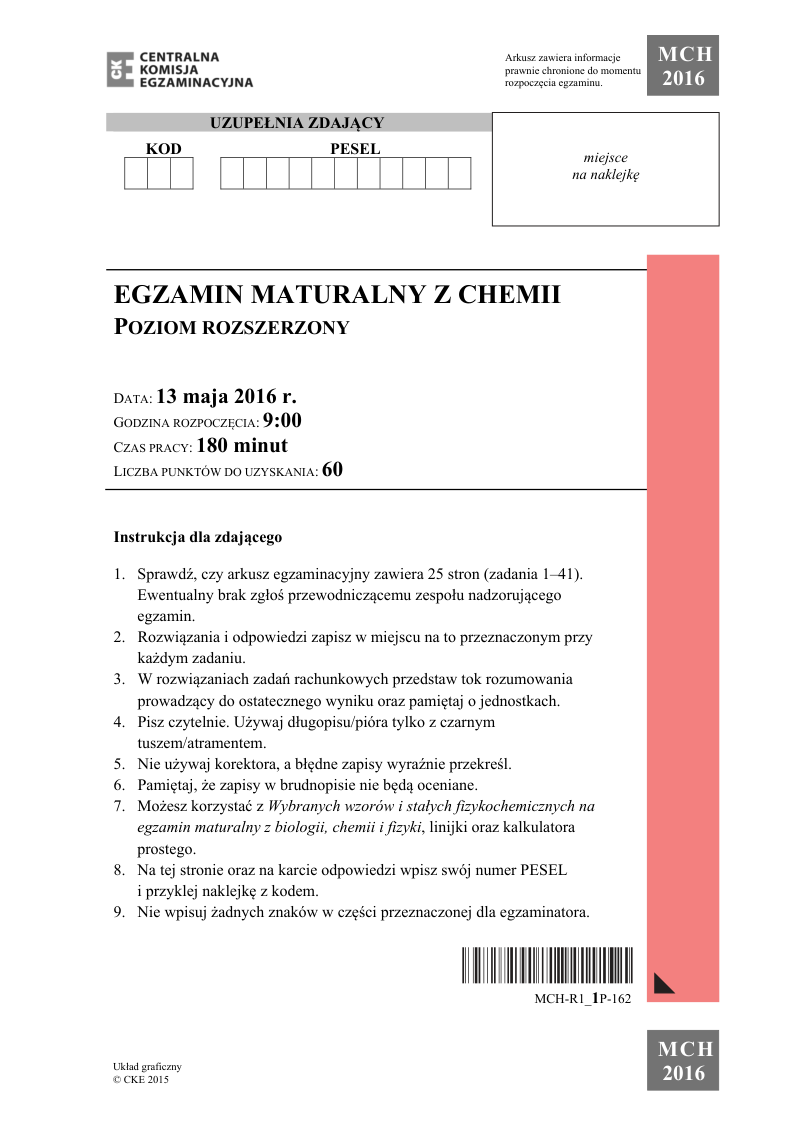 CK
CENTRALNA
KOMISJA
EGZAMINACYJNA
Arkusz zawiera informacje
prawnie chronione do momentu
rozpoczęcia egzaminu.
MCH
2016
UZUPEŁNIA ZDAJĄCY
KOD
PESEL
miejsce
na naklejkę
EGZAMIN MATURALNY Z CHEMII
POZIOM ROZSZERZONY
DATA: 13 maja 2016 r.
GODZINA ROZPOCZĘCIA: 9:00
CZAS PRACY: 180 minut
LICZBA PUNKTÓW DO UZYSKANIA: 60
Instrukcja dla zdającego
1. Sprawdź, czy arkusz egzaminacyjny zawiera 25 stron (zadania 1–41).
Ewentualny brak zgłoś przewodniczącemu zespołu nadzorującego
egzamin.
2. Rozwiązania i odpowiedzi zapisz w miejscu na to przeznaczonym przy
każdym zadaniu.
3. W rozwiązaniach zadań rachunkowych przedstaw tok rozumowania
prowadzący do ostatecznego wyniku oraz pamiętaj o jednostkach.
4. Pisz czytelnie. Używaj długopisu/pióra tylko z czarnym
tuszem/atramentem.
5. Nie używaj korektora, a błędne zapisy wyraźnie przekreśl.
6. Pamiętaj, że zapisy w brudnopisie nie będą oceniane.
7. Możesz korzystać z Wybranych wzorów i stałych fizykochemicznych na
egzamin maturalny z biologii, chemii i fizyki, linijki oraz kalkulatora
prostego.
8. Na tej stronie oraz na karcie odpowiedzi wpisz swój numer PESEL
i przyklej naklejkę z kodem.
9. Nie wpisuj żadnych znaków w części przeznaczonej dla egzaminatora.
MCH-R1_1P-162
Układ graficzny
© CKE 2015
MCH
2016